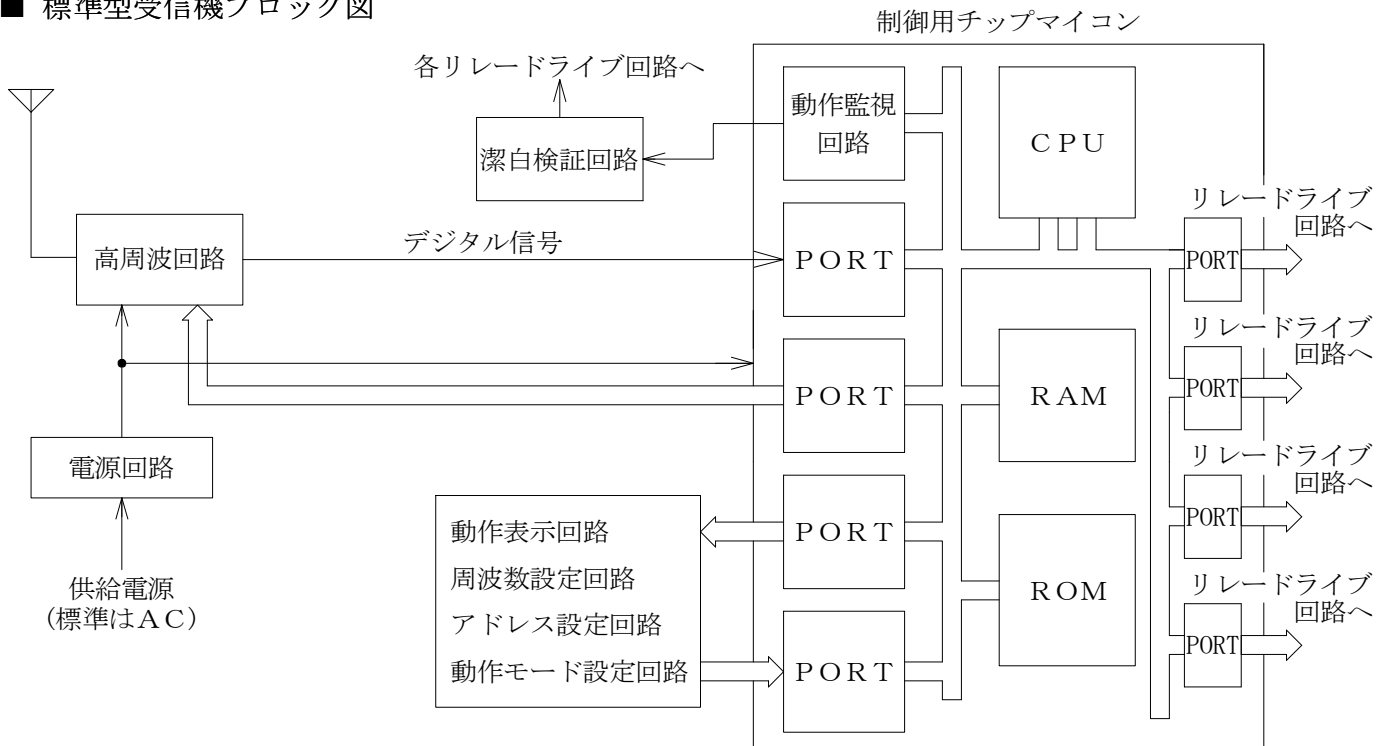 ■ 標準型受信機ブロック図
制御用チップマイコン
各リレードライブ回路へ
動作監視
回路
潔白検証回路
ＣＰＵ
リレードライブ
回路へ
高周波回路
デジタル信号
ＰＯＲＴ
PORT
リレードライブ
回路へ
ＰＯＲＴ
ＲＡＭ
PORT
電源回路
リレードライブ
回路へ
動作表示回路
周波数設定回路
アドレス設定回路
動作モード設定回路
ＰＯＲＴ
PORT
供給電源
(標準はＡＣ)
ＲＯＭ
リレードライブ
回路へ
ＰＯＲＴ
PORT